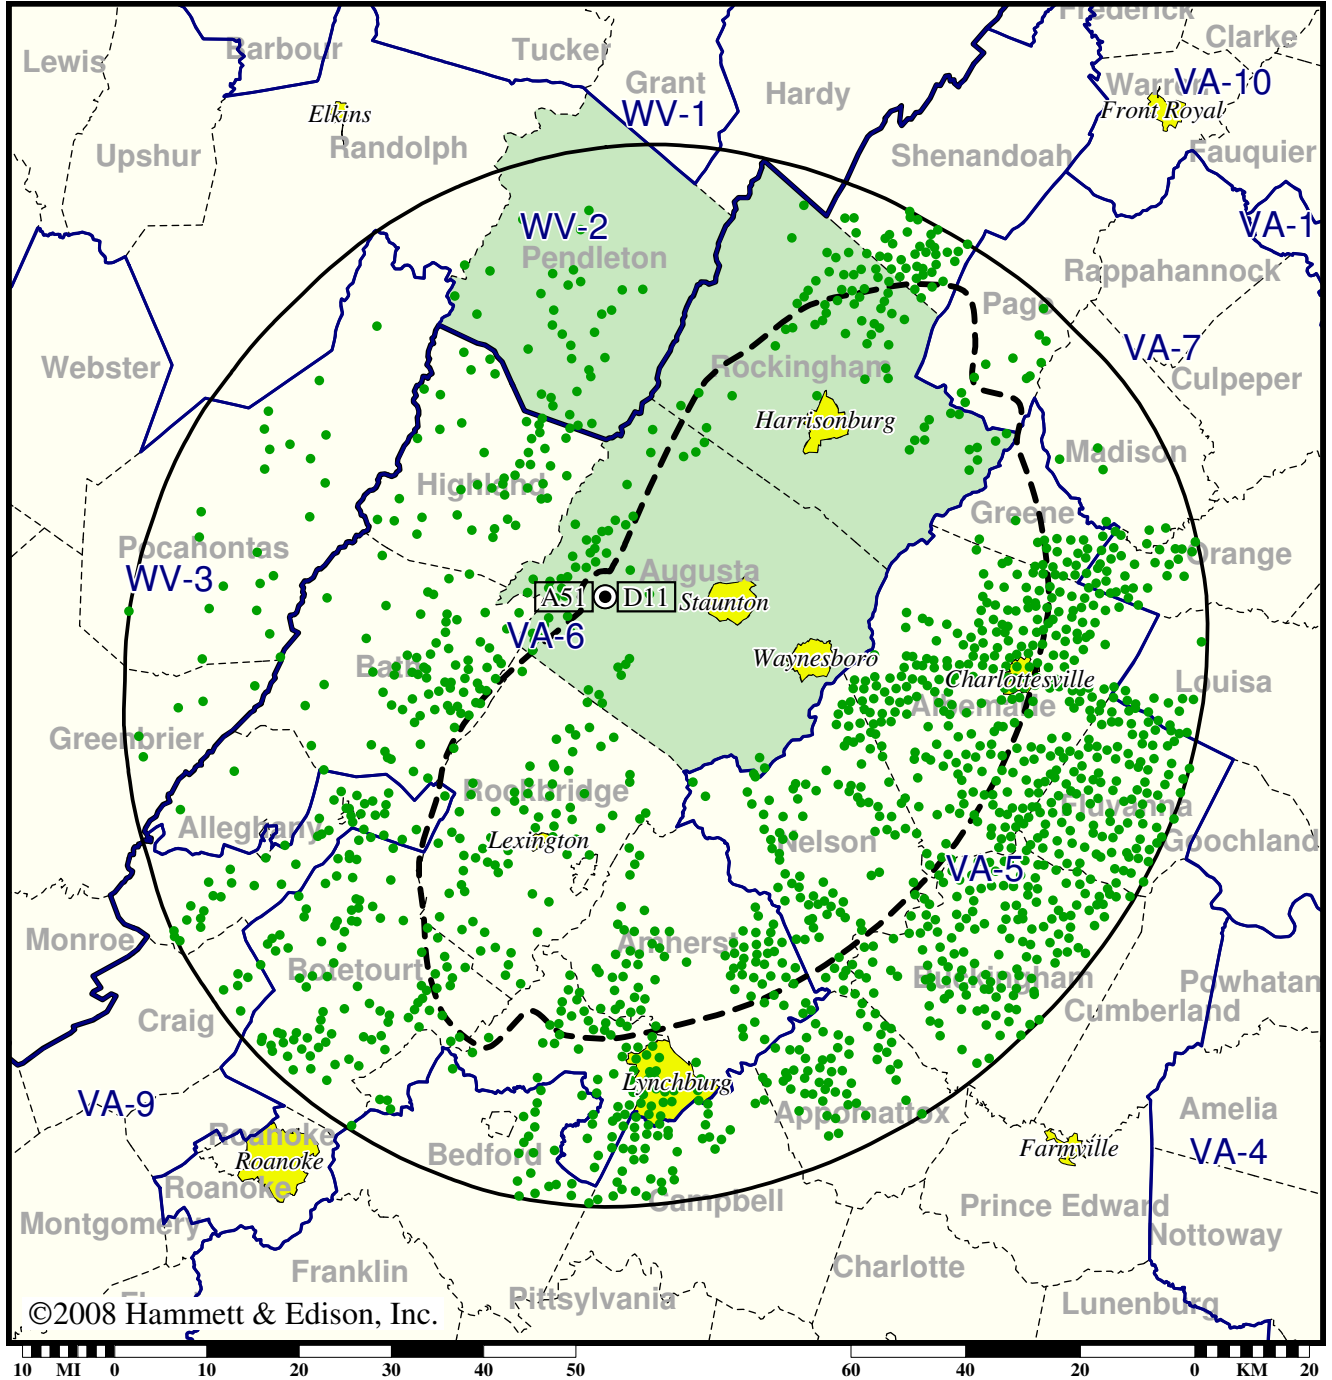 Frederick
Lewis
Barbour
Tucker
Clarke
Grant
Hardy
Warren
VA-10
WV-1
Elkins
Front Royal
Upshur
Randolph
Shenandoah
Fauquier
WV-2
VA-1
Pendleton
Rappahannock
Page
Webster
Rockingham
VA-7
Culpeper
Harrisonburg
Madison
Highland
Greene
Pocahontas
Orange
WV-3
Augusta
A51
D11
Staunton
VA-6
Bath
Waynesboro
Charlottesville
Louisa
Albemarle
Greenbrier
Rockbridge
Fluvanna
Alleghany
Lexington
Nelson
Goochland
VA-5
Monroe
Amherst
Botetourt
Buckingham
Powhatan
Craig
Cumberland
Lynchburg
VA-9
Appomattox
Amelia
Roanoke
Bedford
Farmville
VA-4
Roanoke
Roanoke
Campbell
Prince Edward
Montgomery
Nottoway
Franklin
Charlotte
Pittsylvania
Lunenburg
©2008 Hammett & Edison, Inc.
10 MI 0 10 20 30 40 50 60 40 20 0 KM 20